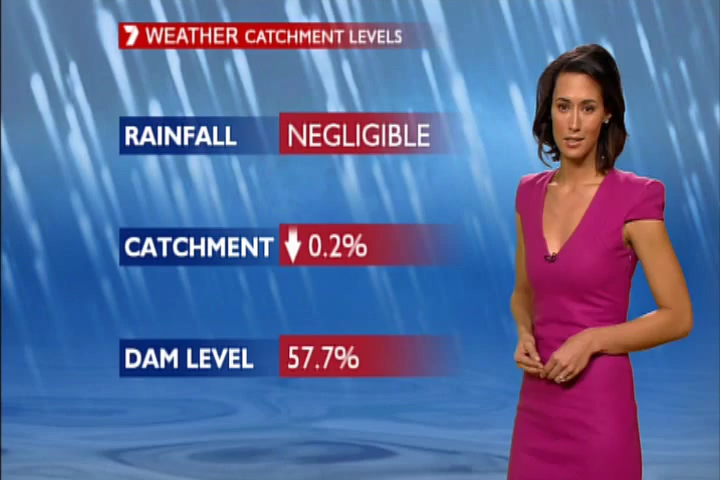 7 WEATHER CATCHMENT LEVELS
RAINFALL NEGLIGIBLE
CATCHMENT ↓ 0.2%
DAM LEVEL 57.7%